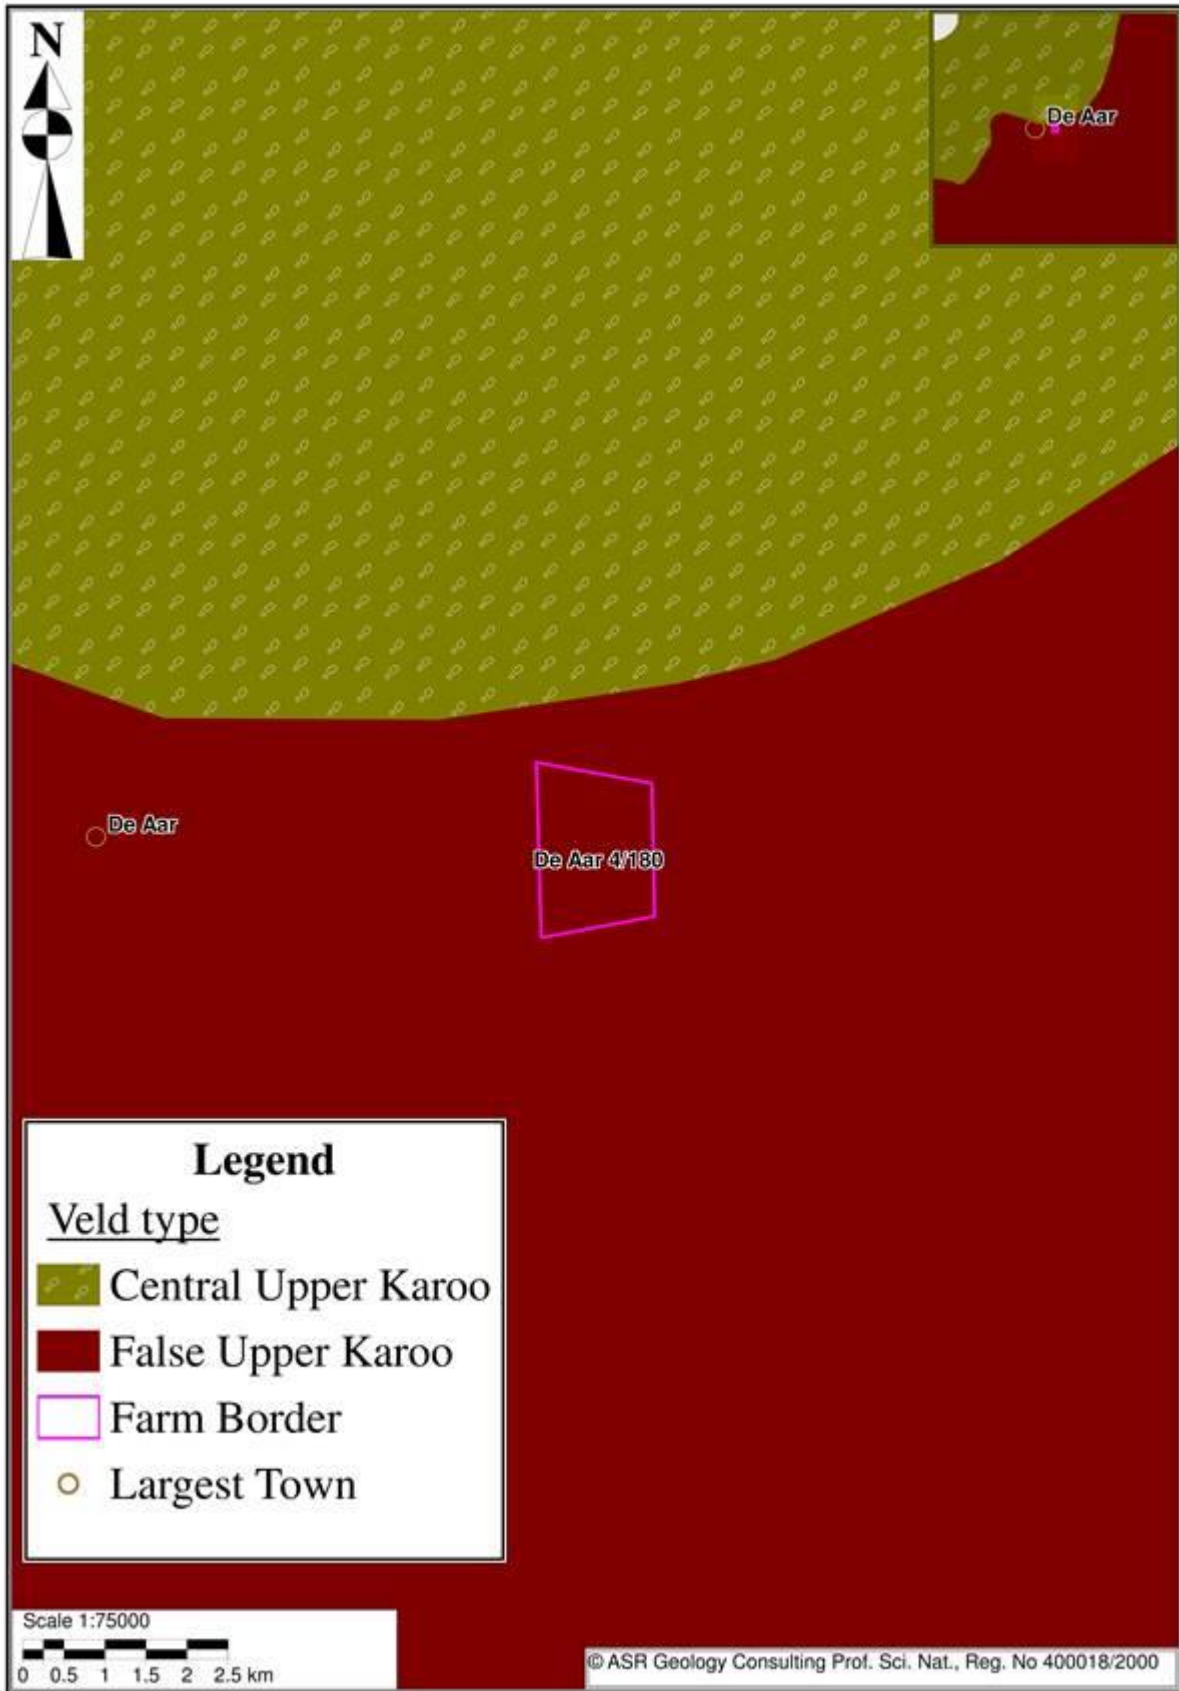 N
De Aar
De Aar
De Aar 4/180
Legend
Veld type
Central Upper Karoo
False Upper Karoo
Farm Border
Largest Town
Scale 1:75000
0 0.5 1 1.5 2 2.5 km
© ASR Geology Consulting Prof. Sci. Nat., Reg. No 400018/2000